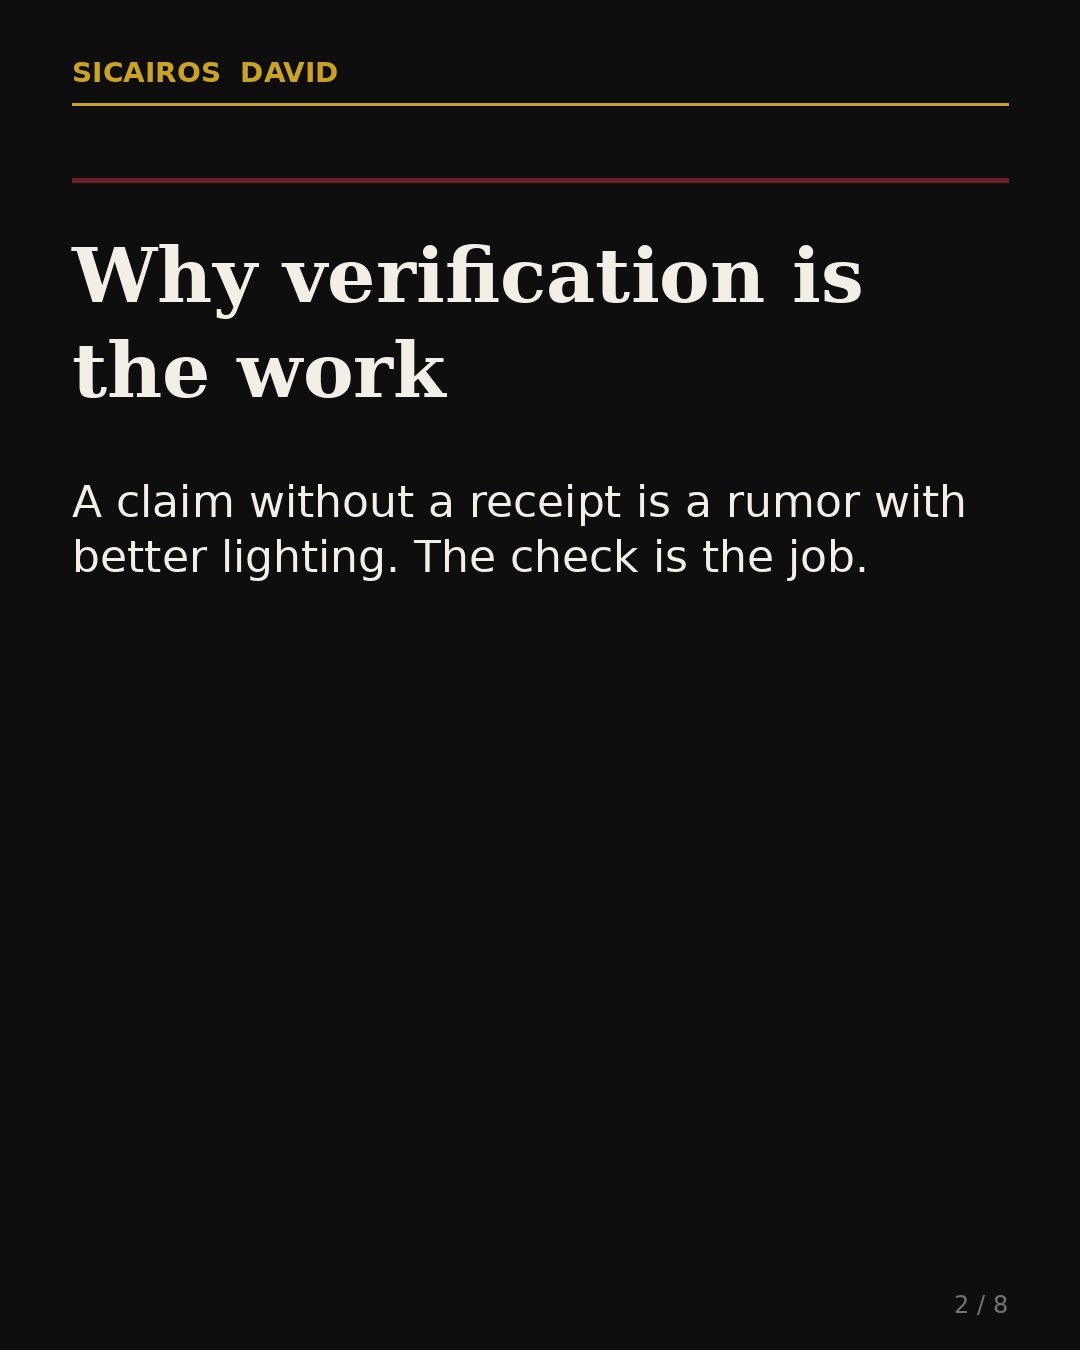 SICAIROS DAVID
Why verification is
the work
A claim without a receipt is a rumor with
better lighting. The check is the job.
2 / 8